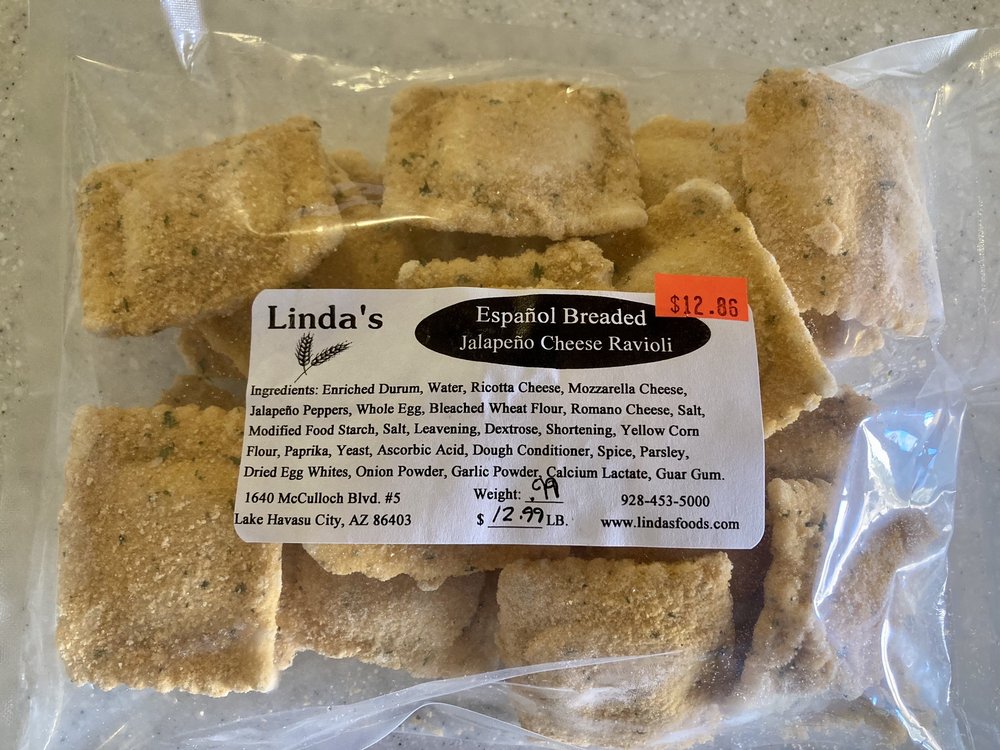 Linda's
Español Breaded
Jalapeño Cheese Ravioli
$12.86
Ingredients: Enriched Durum, Water, Ricotta Cheese, Mozzarella Cheese,
Jalapeño Peppers, Whole Egg, Bleached Wheat Flour, Romano Cheese, Salt,
Modified Food Starch, Salt, Leavening, Dextrose, Shortening, Yellow Corn
Flour, Paprika, Yeast, Ascorbic Acid, Dough Conditioner, Spice, Parsley,
Dried Egg Whites, Onion Powder, Garlic Powder, Calcium Lactate, Guar Gum.
1640 McCulloch Blvd. #5 Weight: .99 928-453-5000
Lake Havasu City, AZ 86403 $ 12.99 LB. www.lindasfoods.com